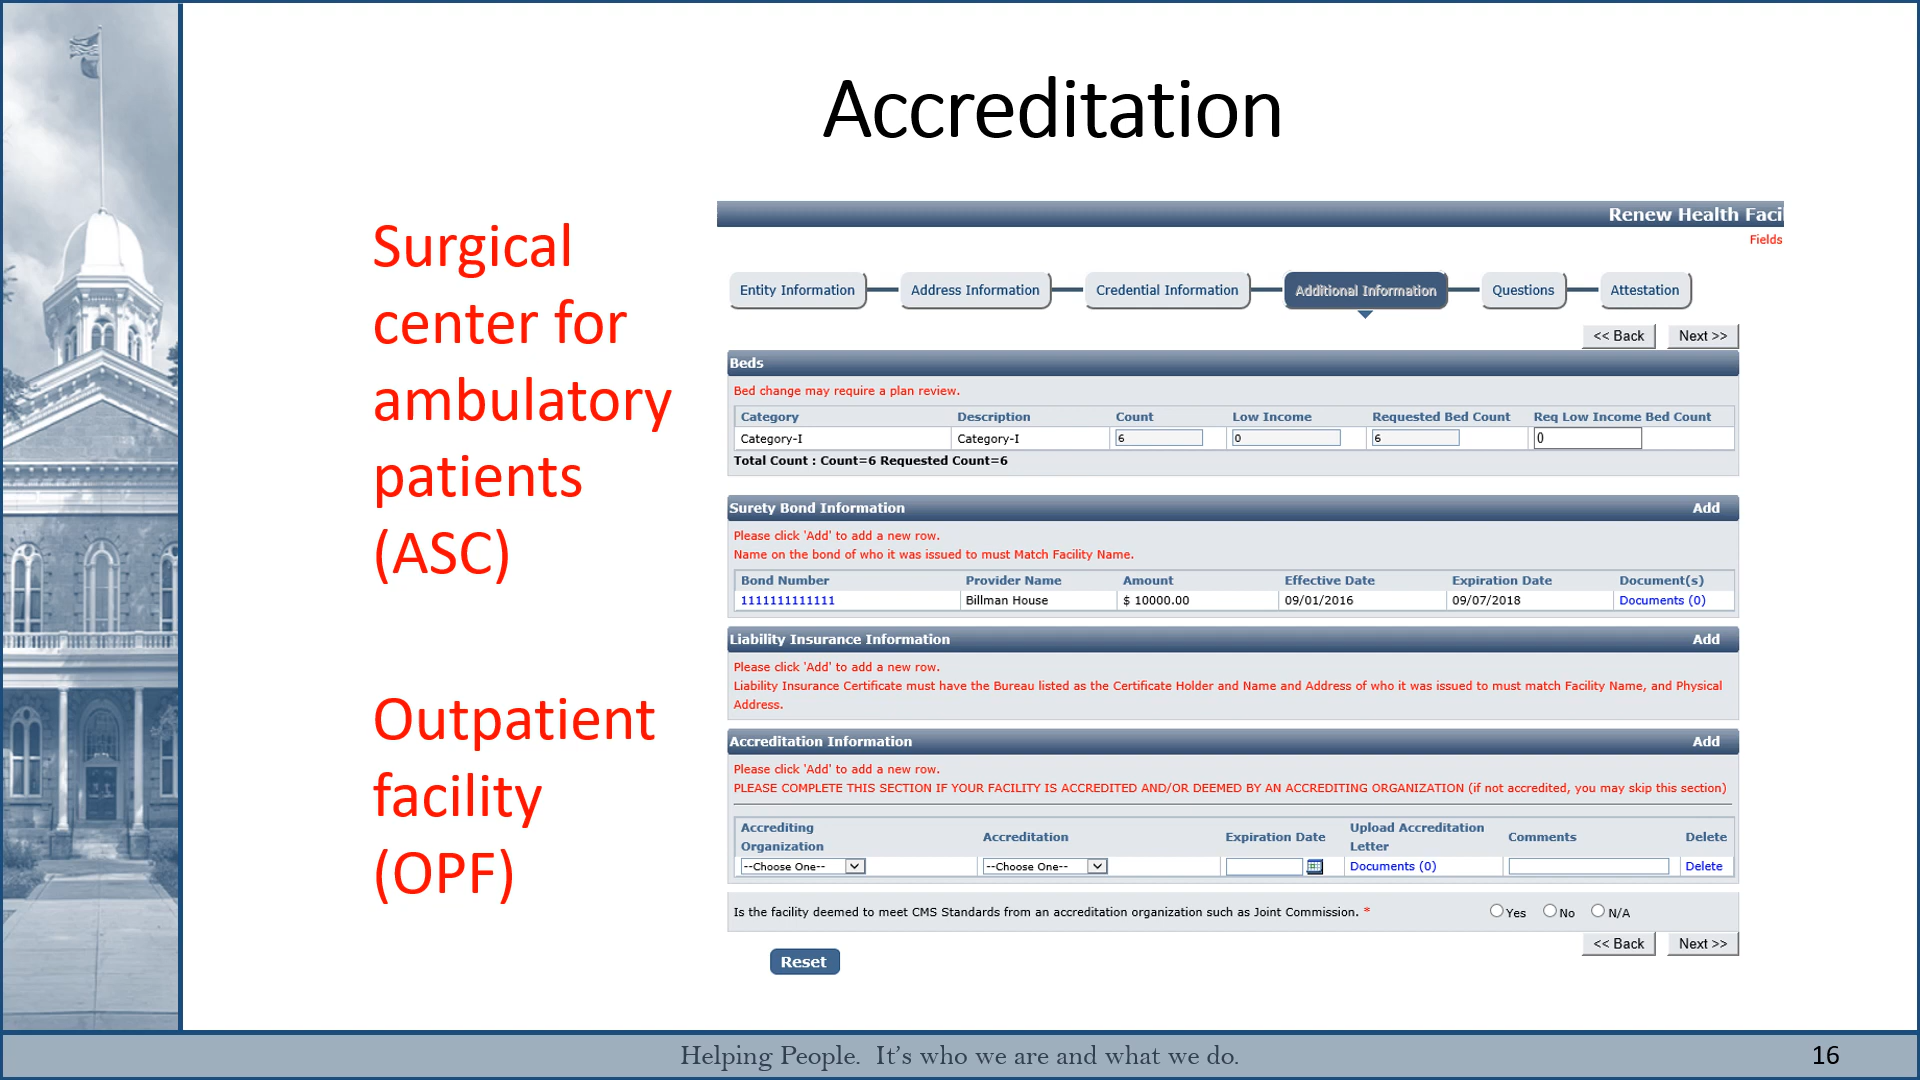 Accreditation
Surgical
center for
ambulatory
patients
(ASC)
Outpatient
facility
(OPF)
Renew Health Faci
Fields
Entity Information
Address Information
Credential Information
Additional Information
Questions
Attestation
<< Back Next >>
Beds
Bed change may require a plan review.
Category Description Count Low Income Requested Bed Count Req Low Income Bed Count
Category-I Category-I 6 0 6 0
Total Count : Count=6 Requested Count=6
Surety Bond Information Add
Please click 'Add' to add a new row.
Name on the bond of who it was issued to must Match Facility Name.
Bond Number Provider Name Amount Effective Date Expiration Date Document(s)
1111111111111 Billman House $ 10000.00 09/01/2016 09/07/2018 Documents (0)
Liability Insurance Information Add
Please click 'Add' to add a new row.
Liability Insurance Certificate must have the Bureau listed as the Certificate Holder and Name and Address of who it was issued to must match Facility Name, and Physical
Address.
Accreditation Information Add
Please click 'Add' to add a new row.
PLEASE COMPLETE THIS SECTION IF YOUR FACILITY IS ACCREDITED AND/OR DEEMED BY AN ACCREDITING ORGANIZATION (if not accredited, you may skip this section)
Accrediting
Organization
Accreditation
Expiration Date
Upload Accreditation
Letter
Comments
Delete
--Choose One-- --Choose One-- Documents (0) Delete
Is the facility deemed to meet CMS Standards from an accreditation organization such as Joint Commission. * Yes No N/A
<< Back Next >>
Reset
Helping People. It's who we are and what we do.
16